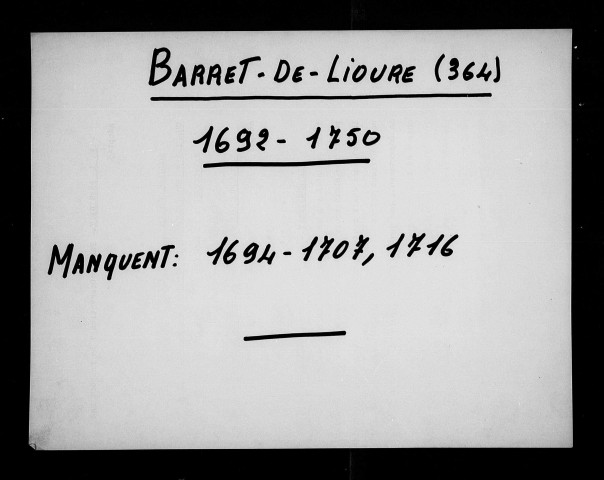 BARRET-DE-LIOURE (364)
1692-1750
MANQUENT: 1694-1707, 1716